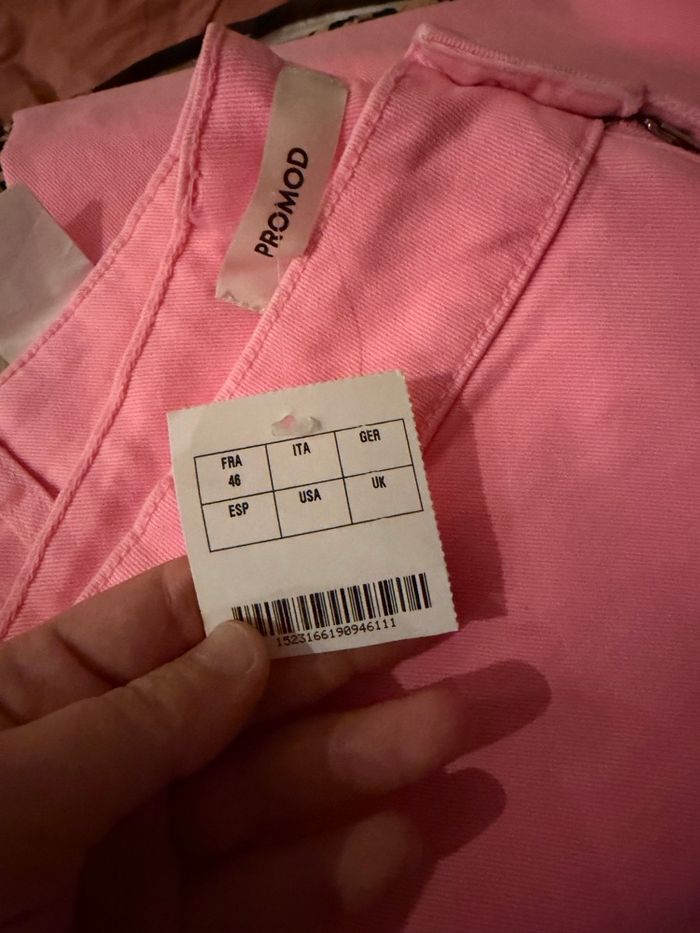 PROMOD
FRA ITA GER
46
ESP USA UK
1523166190946111